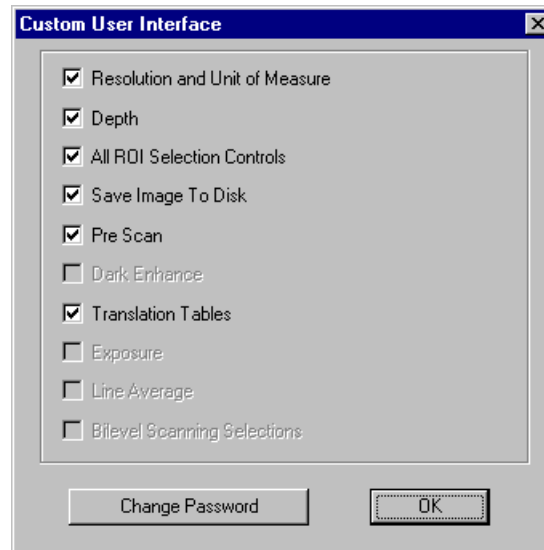 Custom User Interface
Resolution and Unit of Measure
Depth
All ROI Selection Controls
Save Image To Disk
Pre Scan
Dark Enhance
Translation Tables
Exposure
Line Average
Bilevel Scanning Selections
Change Password
OK